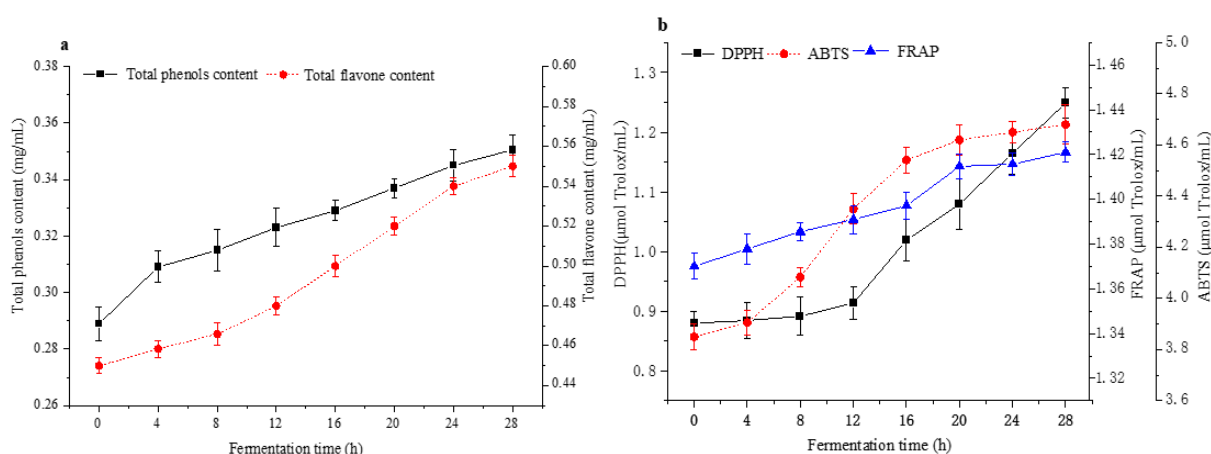 a
Total phenols content
Total flavone content
Total phenols content (mg/mL)
0.38
0.36
0.34
0.32
0.30
0.28
0.26
0.60
0.58
0.56
0.54
0.52
0.50
0.48
0.46
0.44
Total flavone content (mg/mL)
0 4 8 12 16 20 24 28
Fermentation time (h)
b
DPPH ABTS FRAP
DPPH(μmol Trolox/mL)
1.3
1.2
1.1
1.0
0.9
0.8
1.46
1.44
1.42
1.40
1.38
1.36
1.34
1.32
FRAP (μmol Trolox/mL)
5.0
4.8
4.6
4.4
4.2
4.0
3.8
3.6
ABTS (μmol Trolox/mL)
0 4 8 12 16 20 24 28
Fermentation time (h)